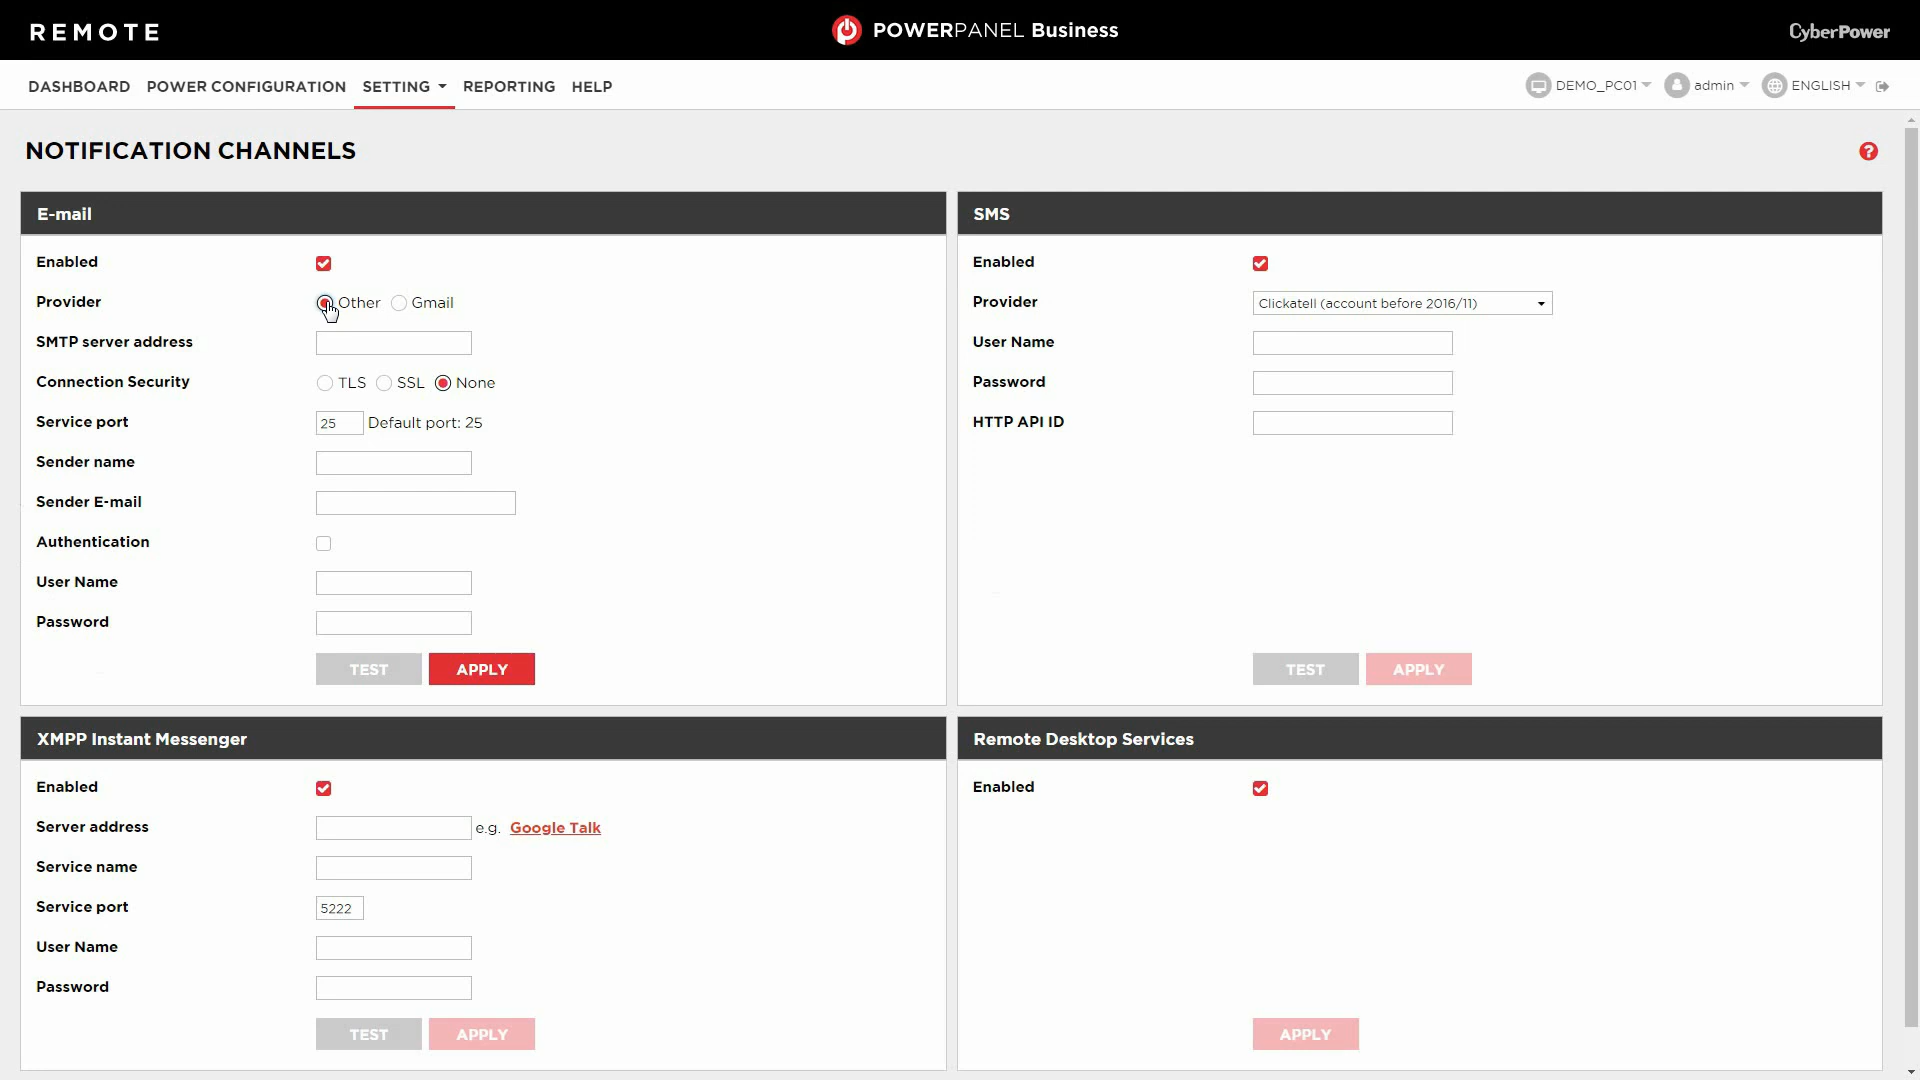 REMOTE
POWERPANEL Business
CyberPower
DASHBOARD POWER CONFIGURATION SETTING REPORTING HELP
DEMO_PC01 admin ENGLISH
NOTIFICATION CHANNELS
?
E-mail
Enabled
Provider Other Gmail
SMTP server address
Connection Security TLS SSL None
Service port 25 Default port: 25
Sender name
Sender E-mail
Authentication
User Name
Password
TEST APPLY
SMS
Enabled
Provider Clickatell (account before 2016/11)
User Name
Password
HTTP API ID
TEST APPLY
XMPP Instant Messenger
Enabled
Server address e.g. Google Talk
Service name
Service port 5222
User Name
Password
TEST APPLY
Remote Desktop Services
Enabled
APPLY